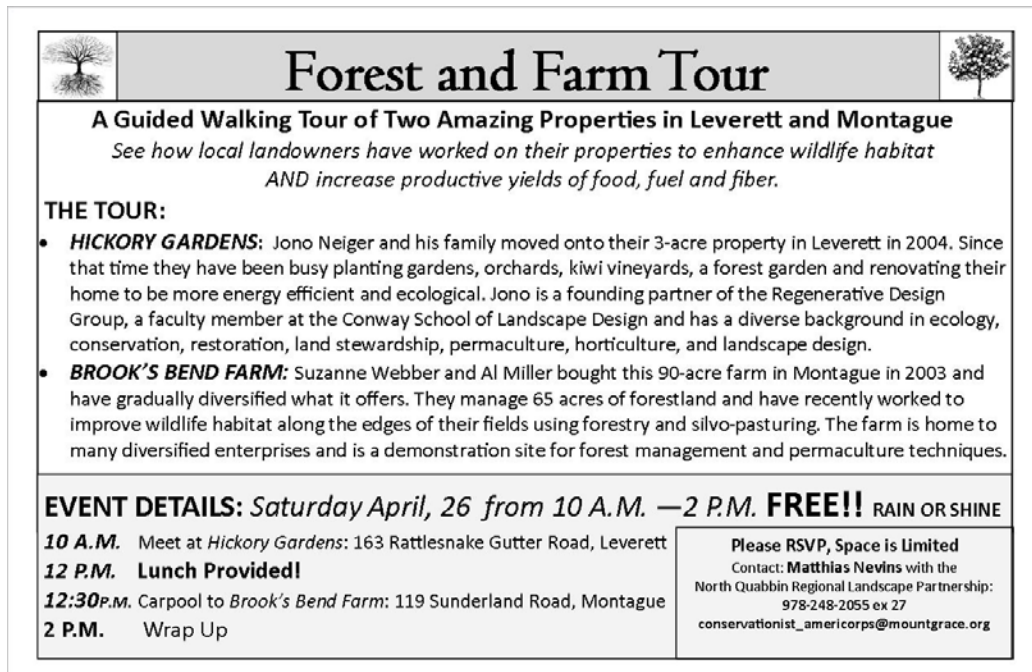 Forest and Farm Tour
A Guided Walking Tour of Two Amazing Properties in Leverett and Montague
See how local landowners have worked on their properties to enhance wildlife habitat
AND increase productive yields of food, fuel and fiber.
THE TOUR:
• HICKORY GARDENS: Jono Neiger and his family moved onto their 3-acre property in Leverett in 2004. Since
that time they have been busy planting gardens, orchards, kiwi vineyards, a forest garden and renovating their
home to be more energy efficient and ecological. Jono is a founding partner of the Regenerative Design
Group, a faculty member at the Conway School of Landscape Design and has a diverse background in ecology,
conservation, restoration, land stewardship, permaculture, horticulture, and landscape design.
• BROOK'S BEND FARM: Suzanne Webber and Al Miller bought this 90-acre farm in Montague in 2003 and
have gradually diversified what it offers. They manage 65 acres of forestland and have recently worked to
improve wildlife habitat along the edges of their fields using forestry and silvo-pasturing. The farm is home to
many diversified enterprises and is a demonstration site for forest management and permaculture techniques.
EVENT DETAILS: Saturday April, 26 from 10 A.M. —2 P.M. FREE!! RAIN OR SHINE
10 A.M. Meet at Hickory Gardens: 163 Rattlesnake Gutter Road, Leverett
12 P.M. Lunch Provided!
12:30P.M. Carpool to Brook's Bend Farm: 119 Sunderland Road, Montague
2 P.M. Wrap Up
Please RSVP, Space is Limited
Contact: Matthias Nevins with the
North Quabbin Regional Landscape Partnership:
978-248-2055 ex 27
conservationist_americorps@mountgrace.org